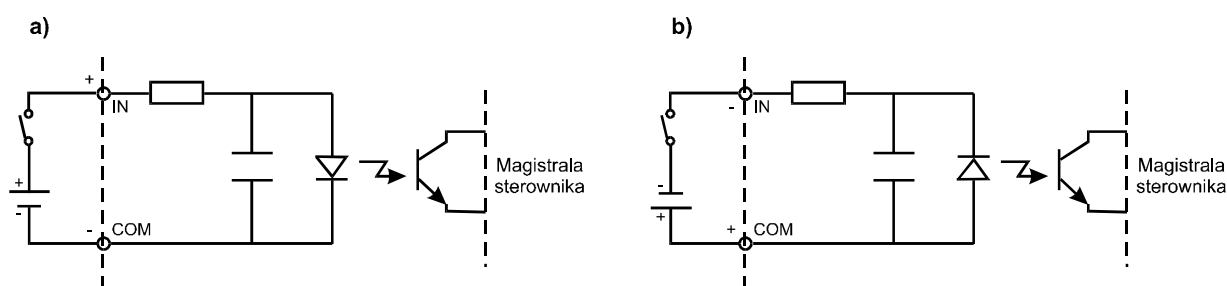 a)
+
IN
+
-
-
COM
Magistrala
sterownika
b)
-
IN
-
+
+
COM
Magistrala
sterownika